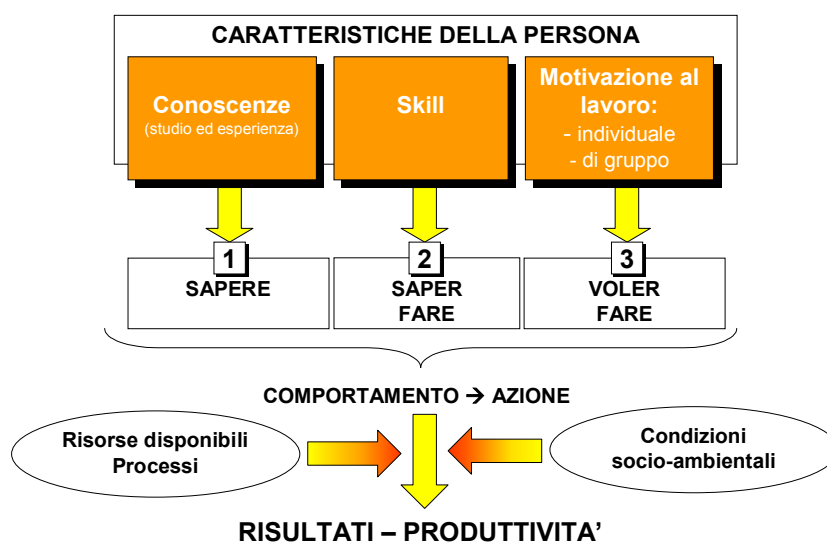 CARATTERISTICHE DELLA PERSONA
Conoscenze
(studio ed esperienza)
Skill
Motivazione al
lavoro:
- individuale
- di gruppo
1
SAPERE
2
SAPER
FARE
3
VOLER
FARE
COMPORTAMENTO → AZIONE
Risorse disponibili
Processi
Condizioni
socio-ambientali
RISULTATI – PRODUTTIVITA'